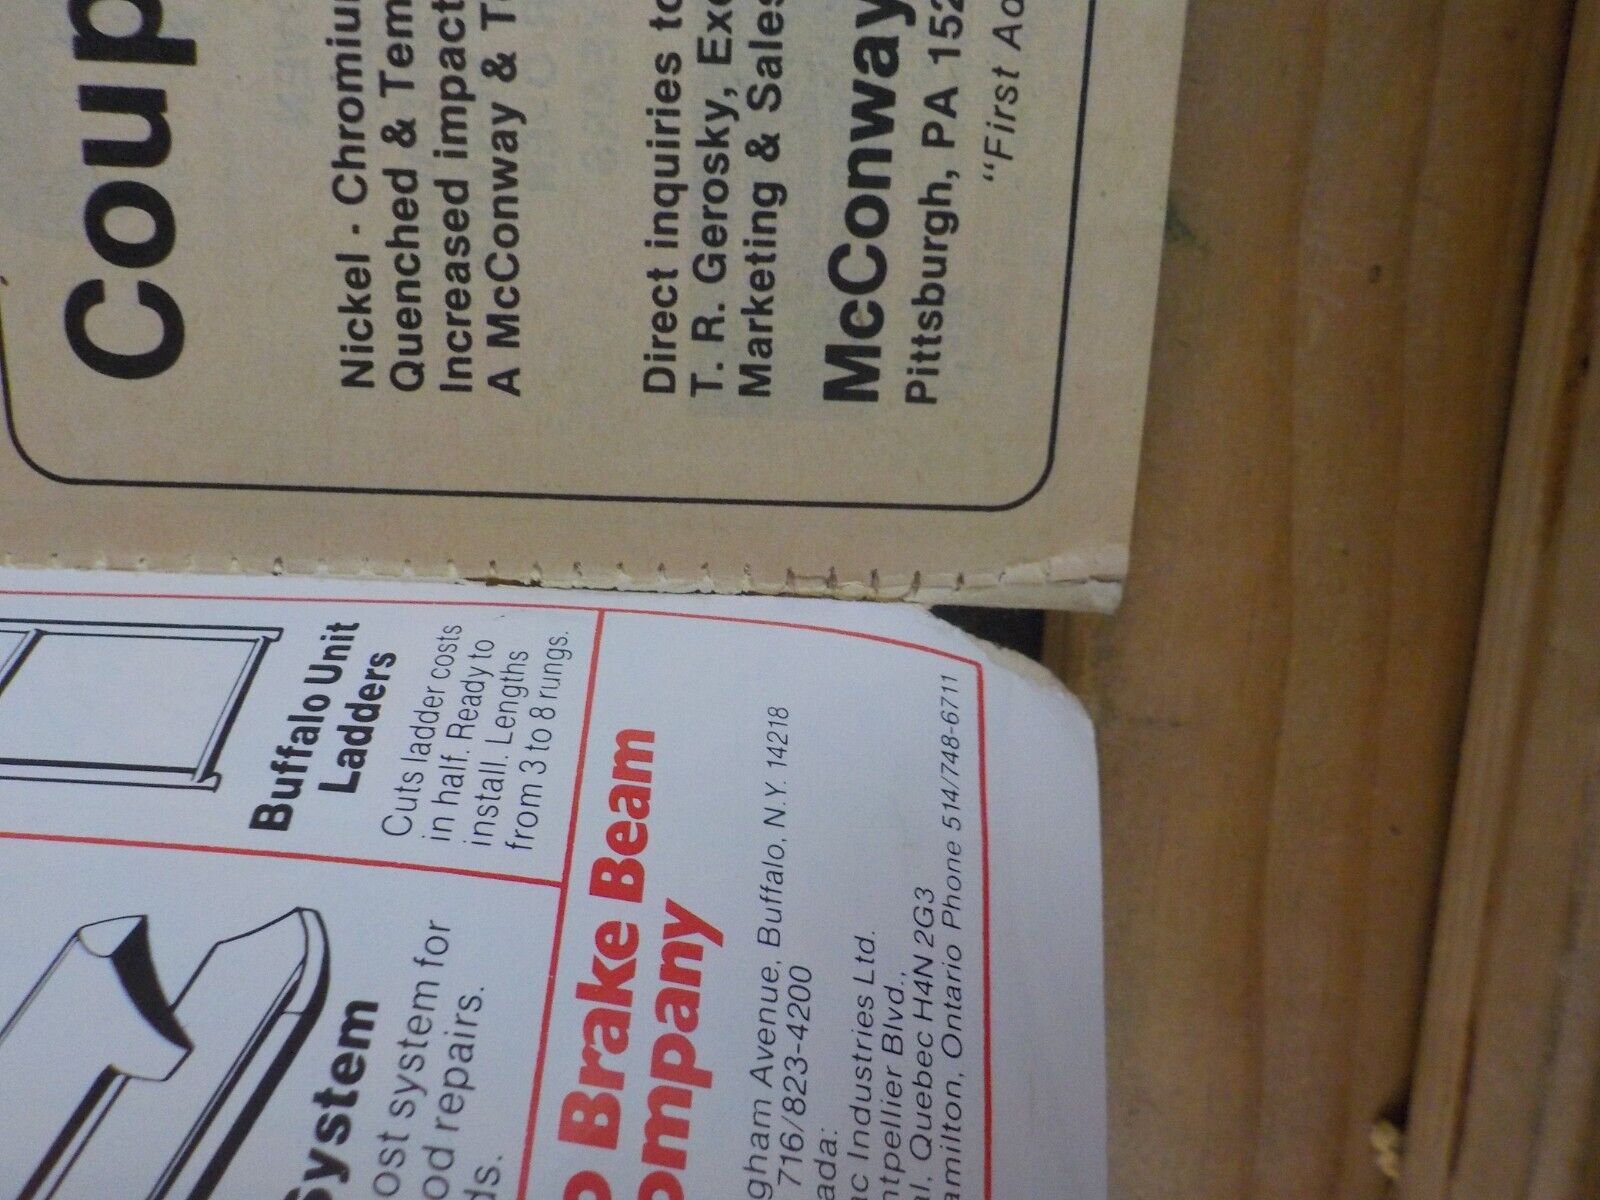 Coup
Nickel - Chromiu
Quenched & Tem
Increased impact
A McConway & T
Direct inquiries to
T. R. Gerosky, Exe
Marketing & Sales
McConway
Pittsburgh, PA 152
"First Ad
Buffalo Unit
Ladders
Cuts ladder costs
in half. Ready to
install. Lengths
from 3 to 8 rungs.
System
ost system for
od repairs.
ds.
o Brake Beam
ompany
gham Avenue, Buffalo, N.Y. 14218
716/823-4200
ada:
ac Industries Ltd.
ntpellier Blvd.,
al, Quebec H4N 2G3
amilton, Ontario Phone 514/748-6711